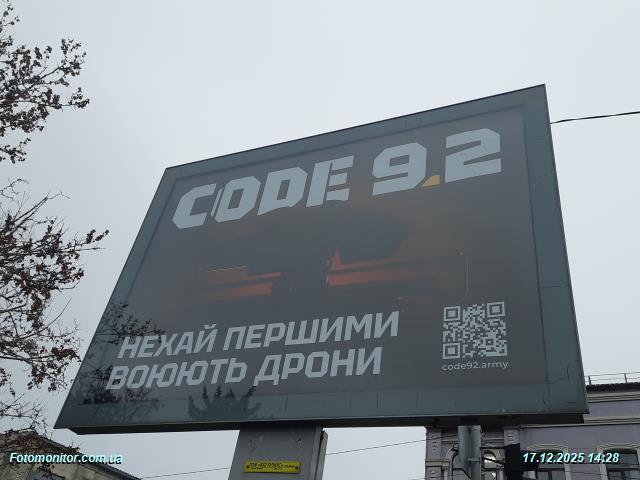 CODE 9.2
НЕХАЙ ПЕРШИМИ
ВОЮЮТЬ ДРОНИ
code92.army
Fotomonitor.com.ua
17.12.2025 14:28